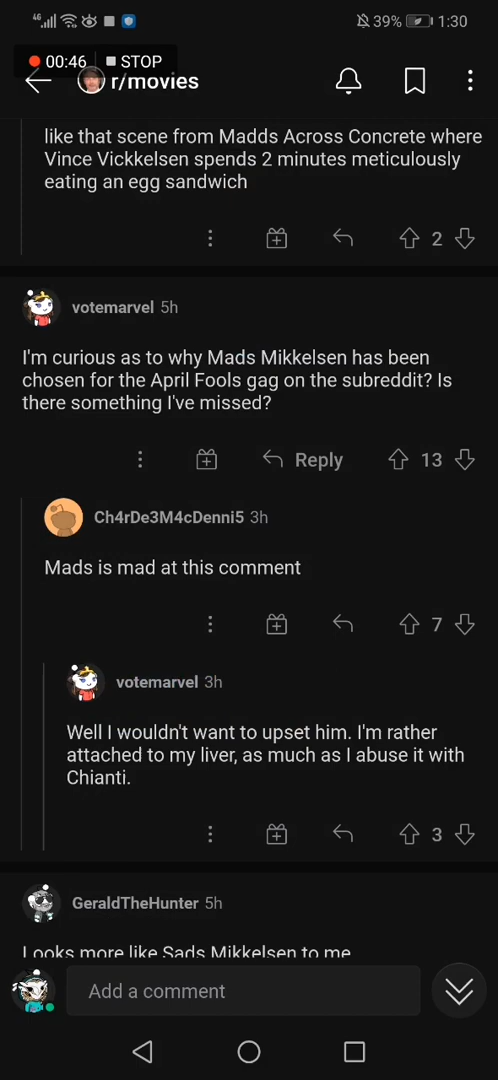 4G 39% 1:30
00:46 STOP
r/movies
like that scene from Madds Across Concrete where
Vince Vickkelsen spends 2 minutes meticulously
eating an egg sandwich
2
votemarvel 5h
I'm curious as to why Mads Mikkelsen has been
chosen for the April Fools gag on the subreddit? Is
there something I've missed?
Reply 13
Ch4rDe3M4cDenni5 3h
Mads is mad at this comment
7
votemarvel 3h
Well I wouldn't want to upset him. I'm rather
attached to my liver, as much as I abuse it with
Chianti.
3
GeraldTheHunter 5h
Looks more like Sads Mikkelsen to me
Add a comment